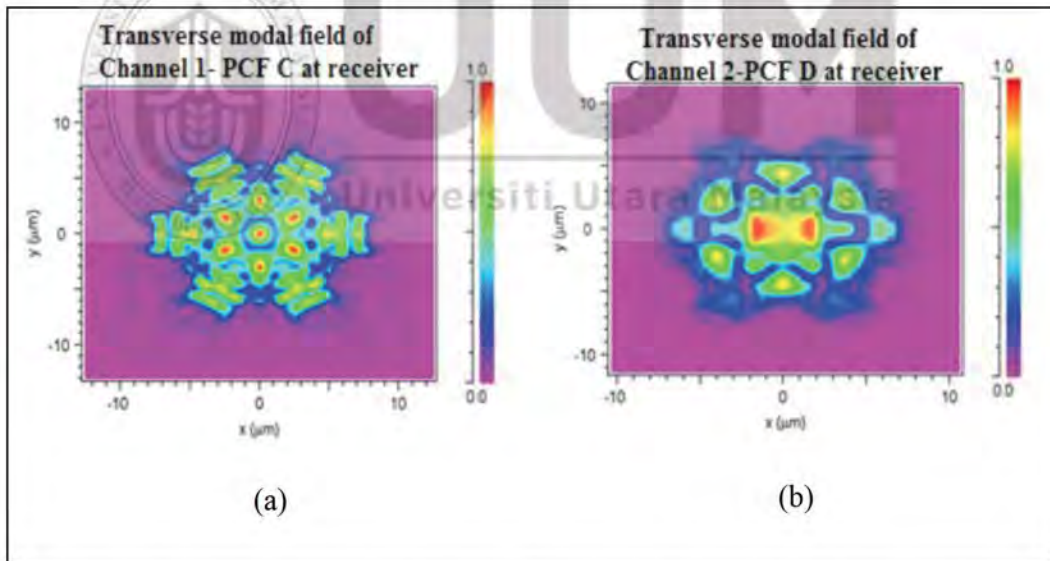 Transverse modal field of
Channel 1- PCF C at receiver
1.0
10
0
-10
y (µm)
-10 0 10
x (µm)
0.0
(a)
Transverse modal field of
Channel 2-PCF D at receiver
1.0
10
0
-10
y (µm)
-10 0 10
x (µm)
0.0
(b)
UUM
Universiti Utara Malaysia